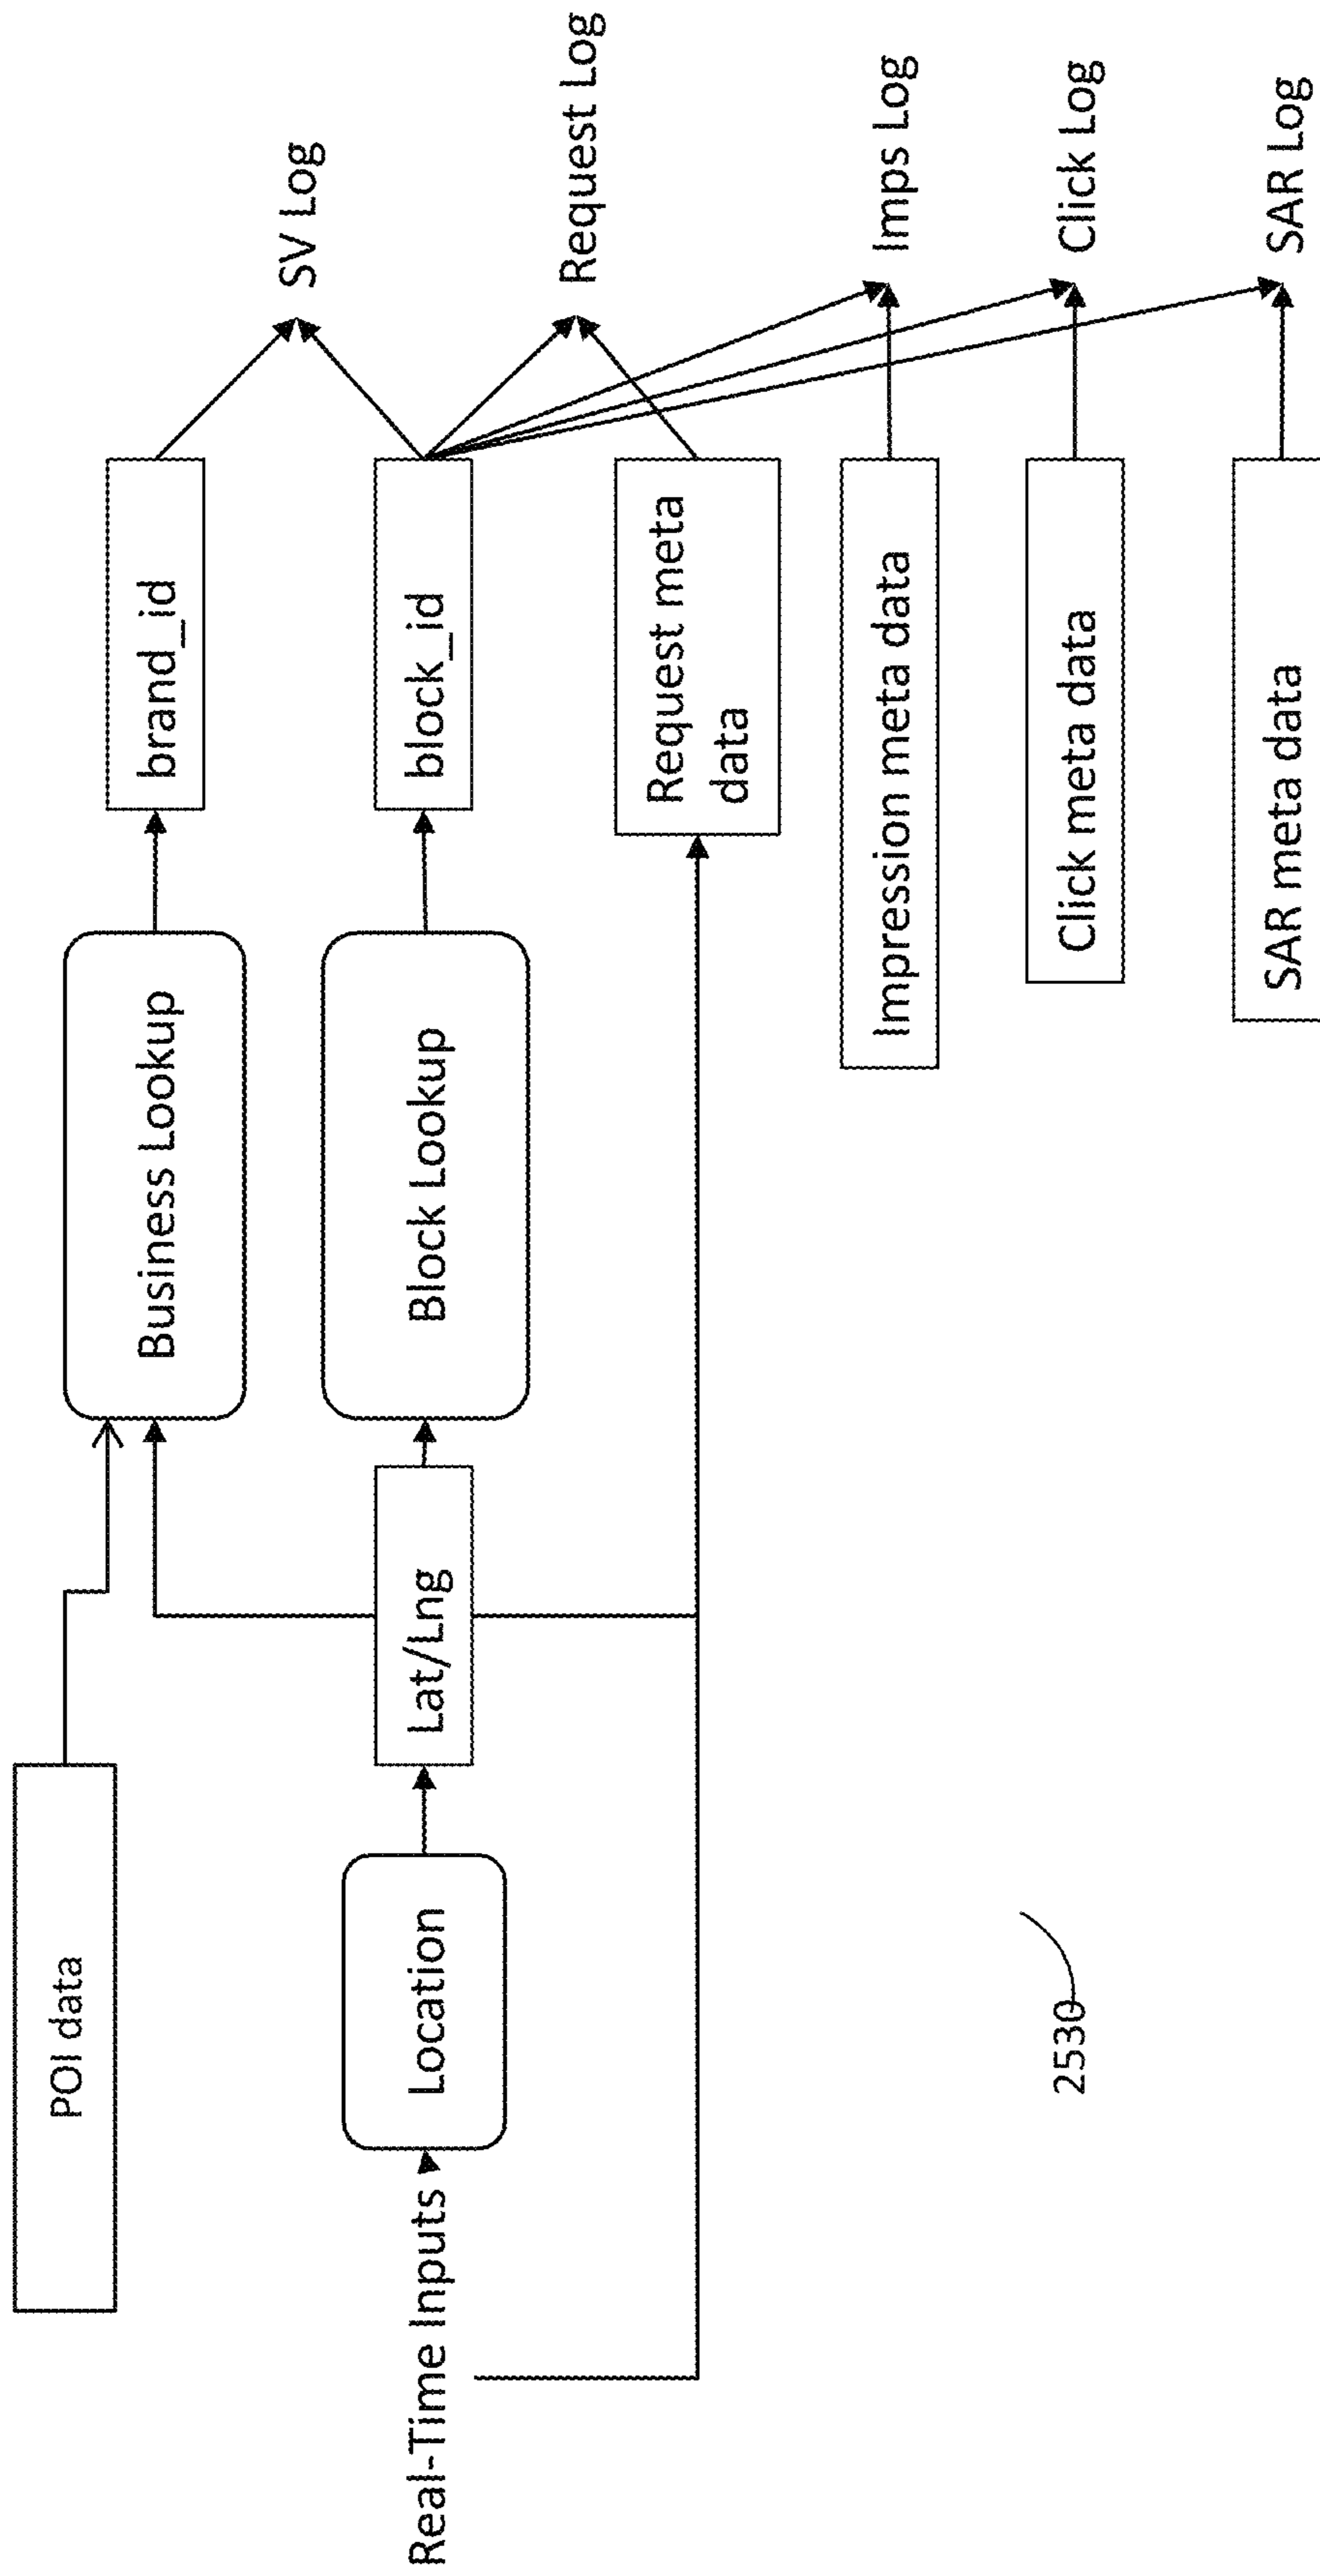 POI data
Business Lookup
brand_id
SV Log
Real-Time Inputs
Location
Lat/Lng
Block Lookup
block_id
Request Log
Request meta
data
Impression meta data
Imps Log
Click meta data
Click Log
SAR meta data
SAR Log
2530